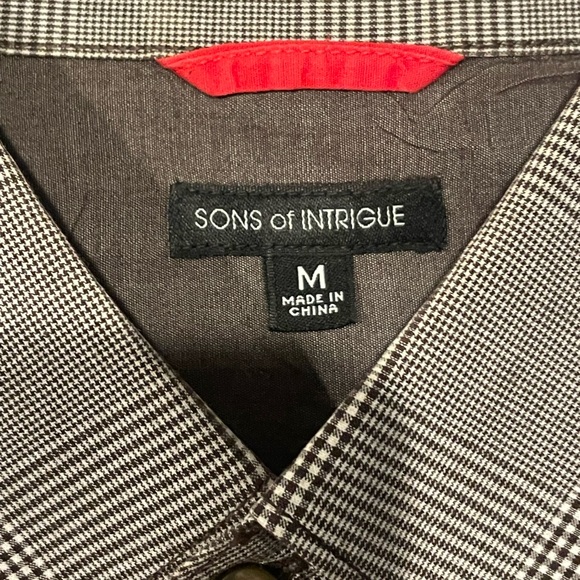 SONS of INTRIGUE
M
MADE IN
CHINA